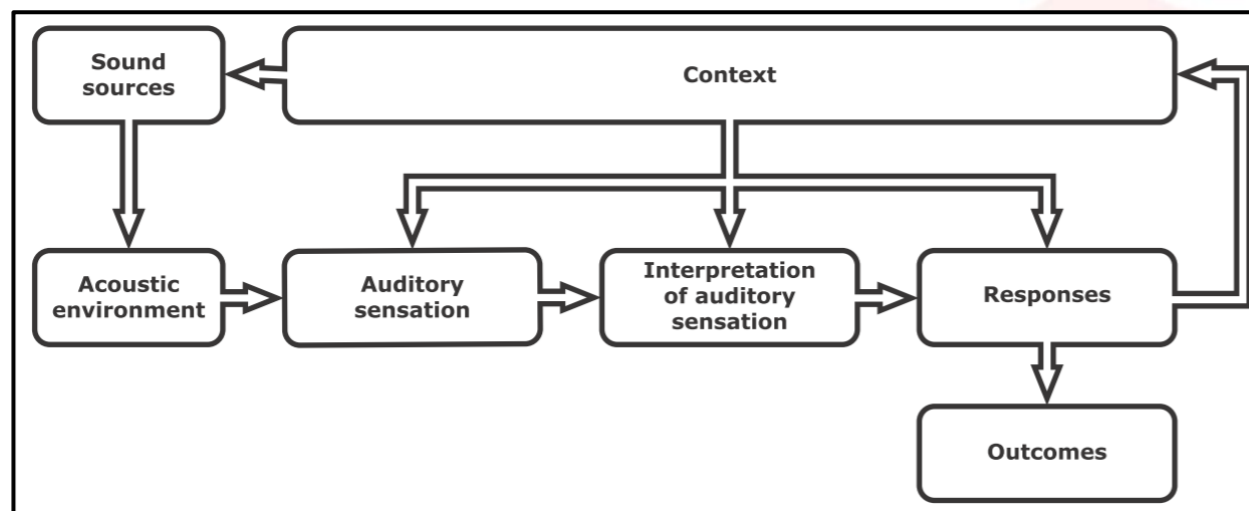 Sound
sources
Context
Acoustic
environment
Auditory
sensation
Interpretation
of auditory
sensation
Responses
Outcomes